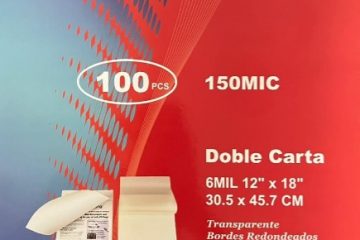 100 PCS
150MIC
Doble Carta
6MIL 12" x 18"
30.5 x 45.7 CM
Transparente
Bordes Redondeados